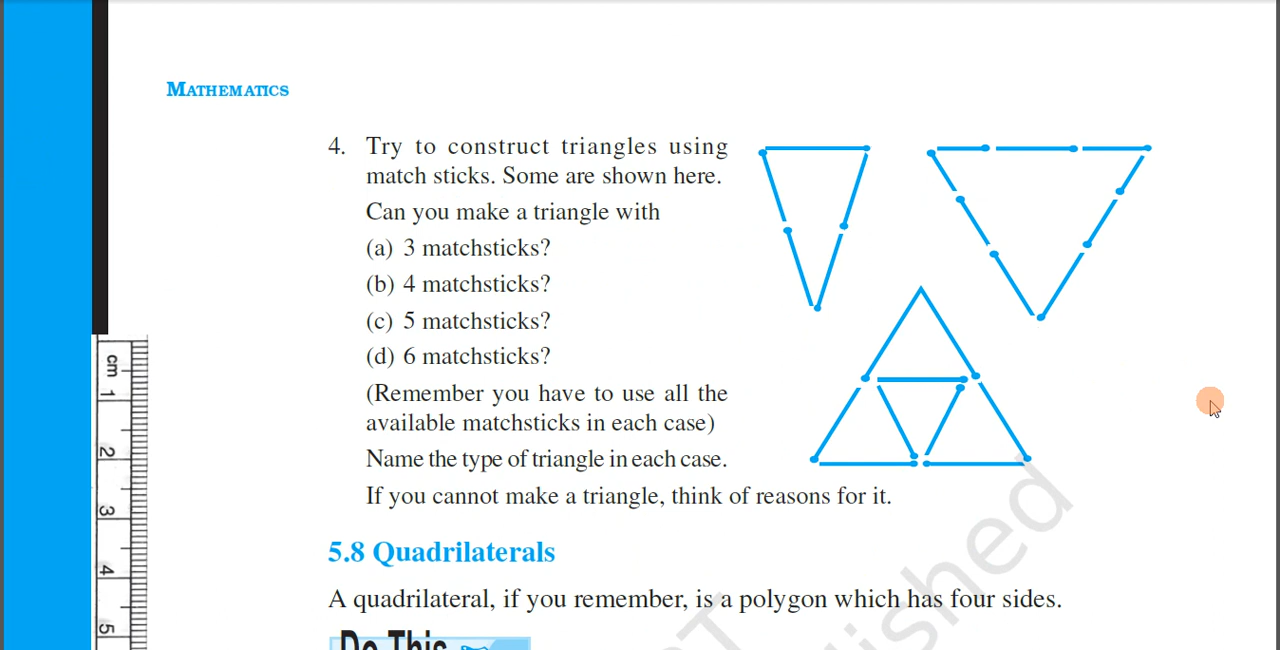 MATHEMATICS
4. Try to construct triangles using
match sticks. Some are shown here.
Can you make a triangle with
(a) 3 matchsticks?
(b) 4 matchsticks?
(c) 5 matchsticks?
(d) 6 matchsticks?
(Remember you have to use all the
available matchsticks in each case)
Name the type of triangle in each case.
If you cannot make a triangle, think of reasons for it.
5.8 Quadrilaterals
A quadrilateral, if you remember, is a polygon which has four sides.
Do This
cm
1
2
3
4
5